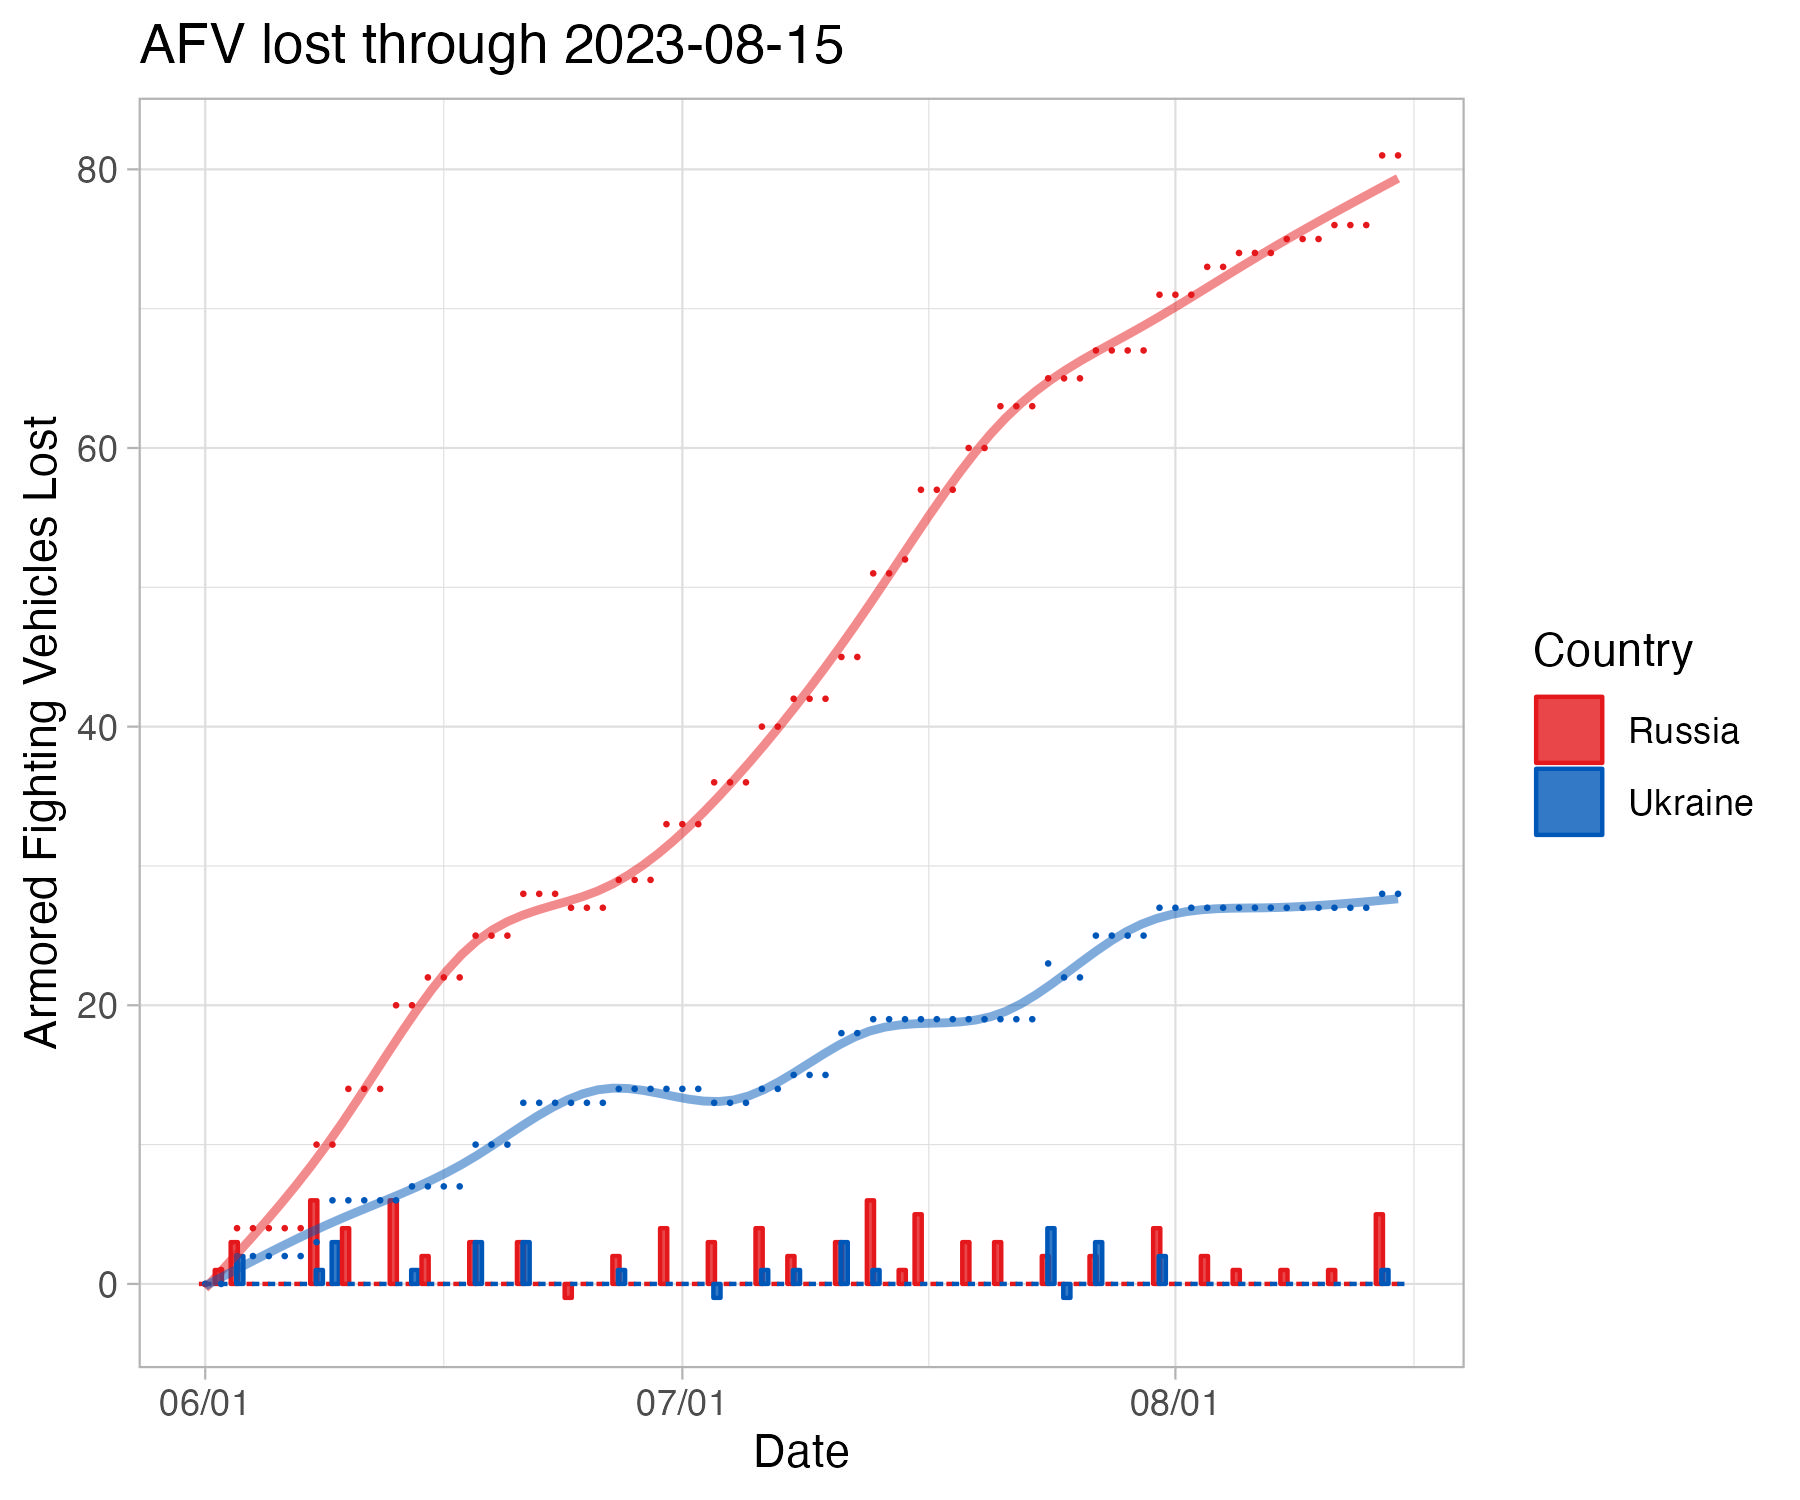 AFV lost through 2023-08-15
Armored Fighting Vehicles Lost
80
60
40
20
0
06/01 07/01 08/01
Date
Country
Russia
Ukraine